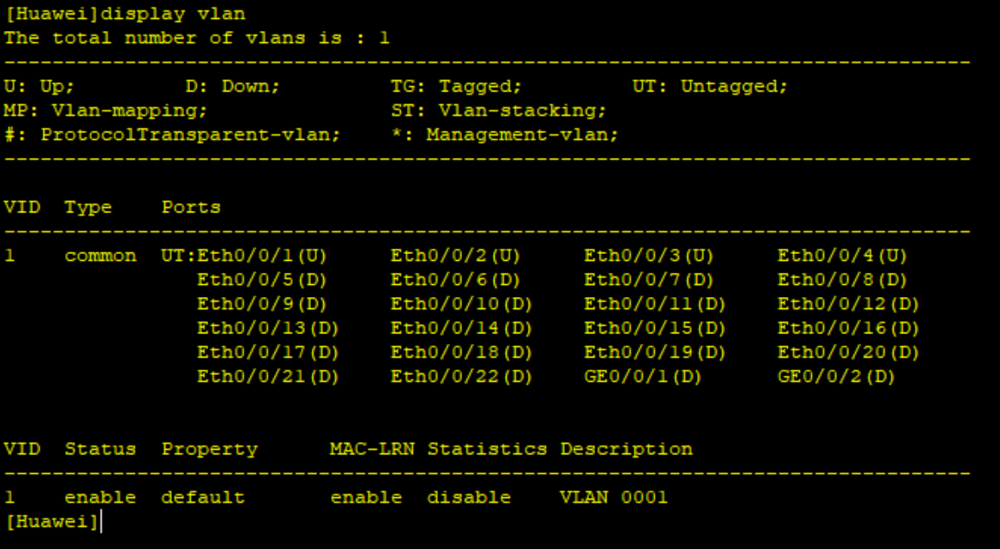 [Huawei]display vlan
The total number of vlans is : 1
--------------------------------------------------------------------------------
U: Up;         D: Down;         TG: Tagged;         UT: Untagged;
MP: Vlan-mapping;               ST: Vlan-stacking;
#: ProtocolTransparent-vlan;    *: Management-vlan;
--------------------------------------------------------------------------------
VID  Type    Ports
--------------------------------------------------------------------------------
1    common  UT:Eth0/0/1(U)     Eth0/0/2(U)     Eth0/0/3(U)     Eth0/0/4(U)
                Eth0/0/5(D)     Eth0/0/6(D)     Eth0/0/7(D)     Eth0/0/8(D)
                Eth0/0/9(D)     Eth0/0/10(D)    Eth0/0/11(D)    Eth0/0/12(D)
                Eth0/0/13(D)    Eth0/0/14(D)    Eth0/0/15(D)    Eth0/0/16(D)
                Eth0/0/17(D)    Eth0/0/18(D)    Eth0/0/19(D)    Eth0/0/20(D)
                Eth0/0/21(D)    Eth0/0/22(D)    GE0/0/1(D)      GE0/0/2(D)
VID  Status  Property      MAC-LRN Statistics Description
--------------------------------------------------------------------------------
1    enable  default       enable  disable    VLAN 0001
[Huawei]